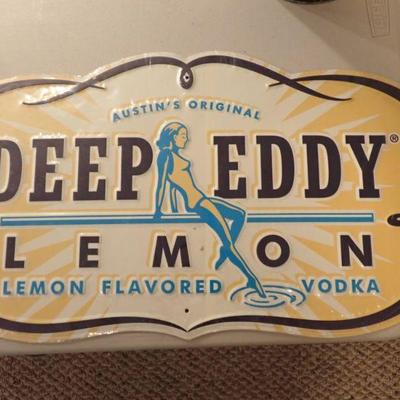 AUSTIN'S ORIGINAL
DEEP EDDY®
LEMON
LEMON FLAVORED VODKA